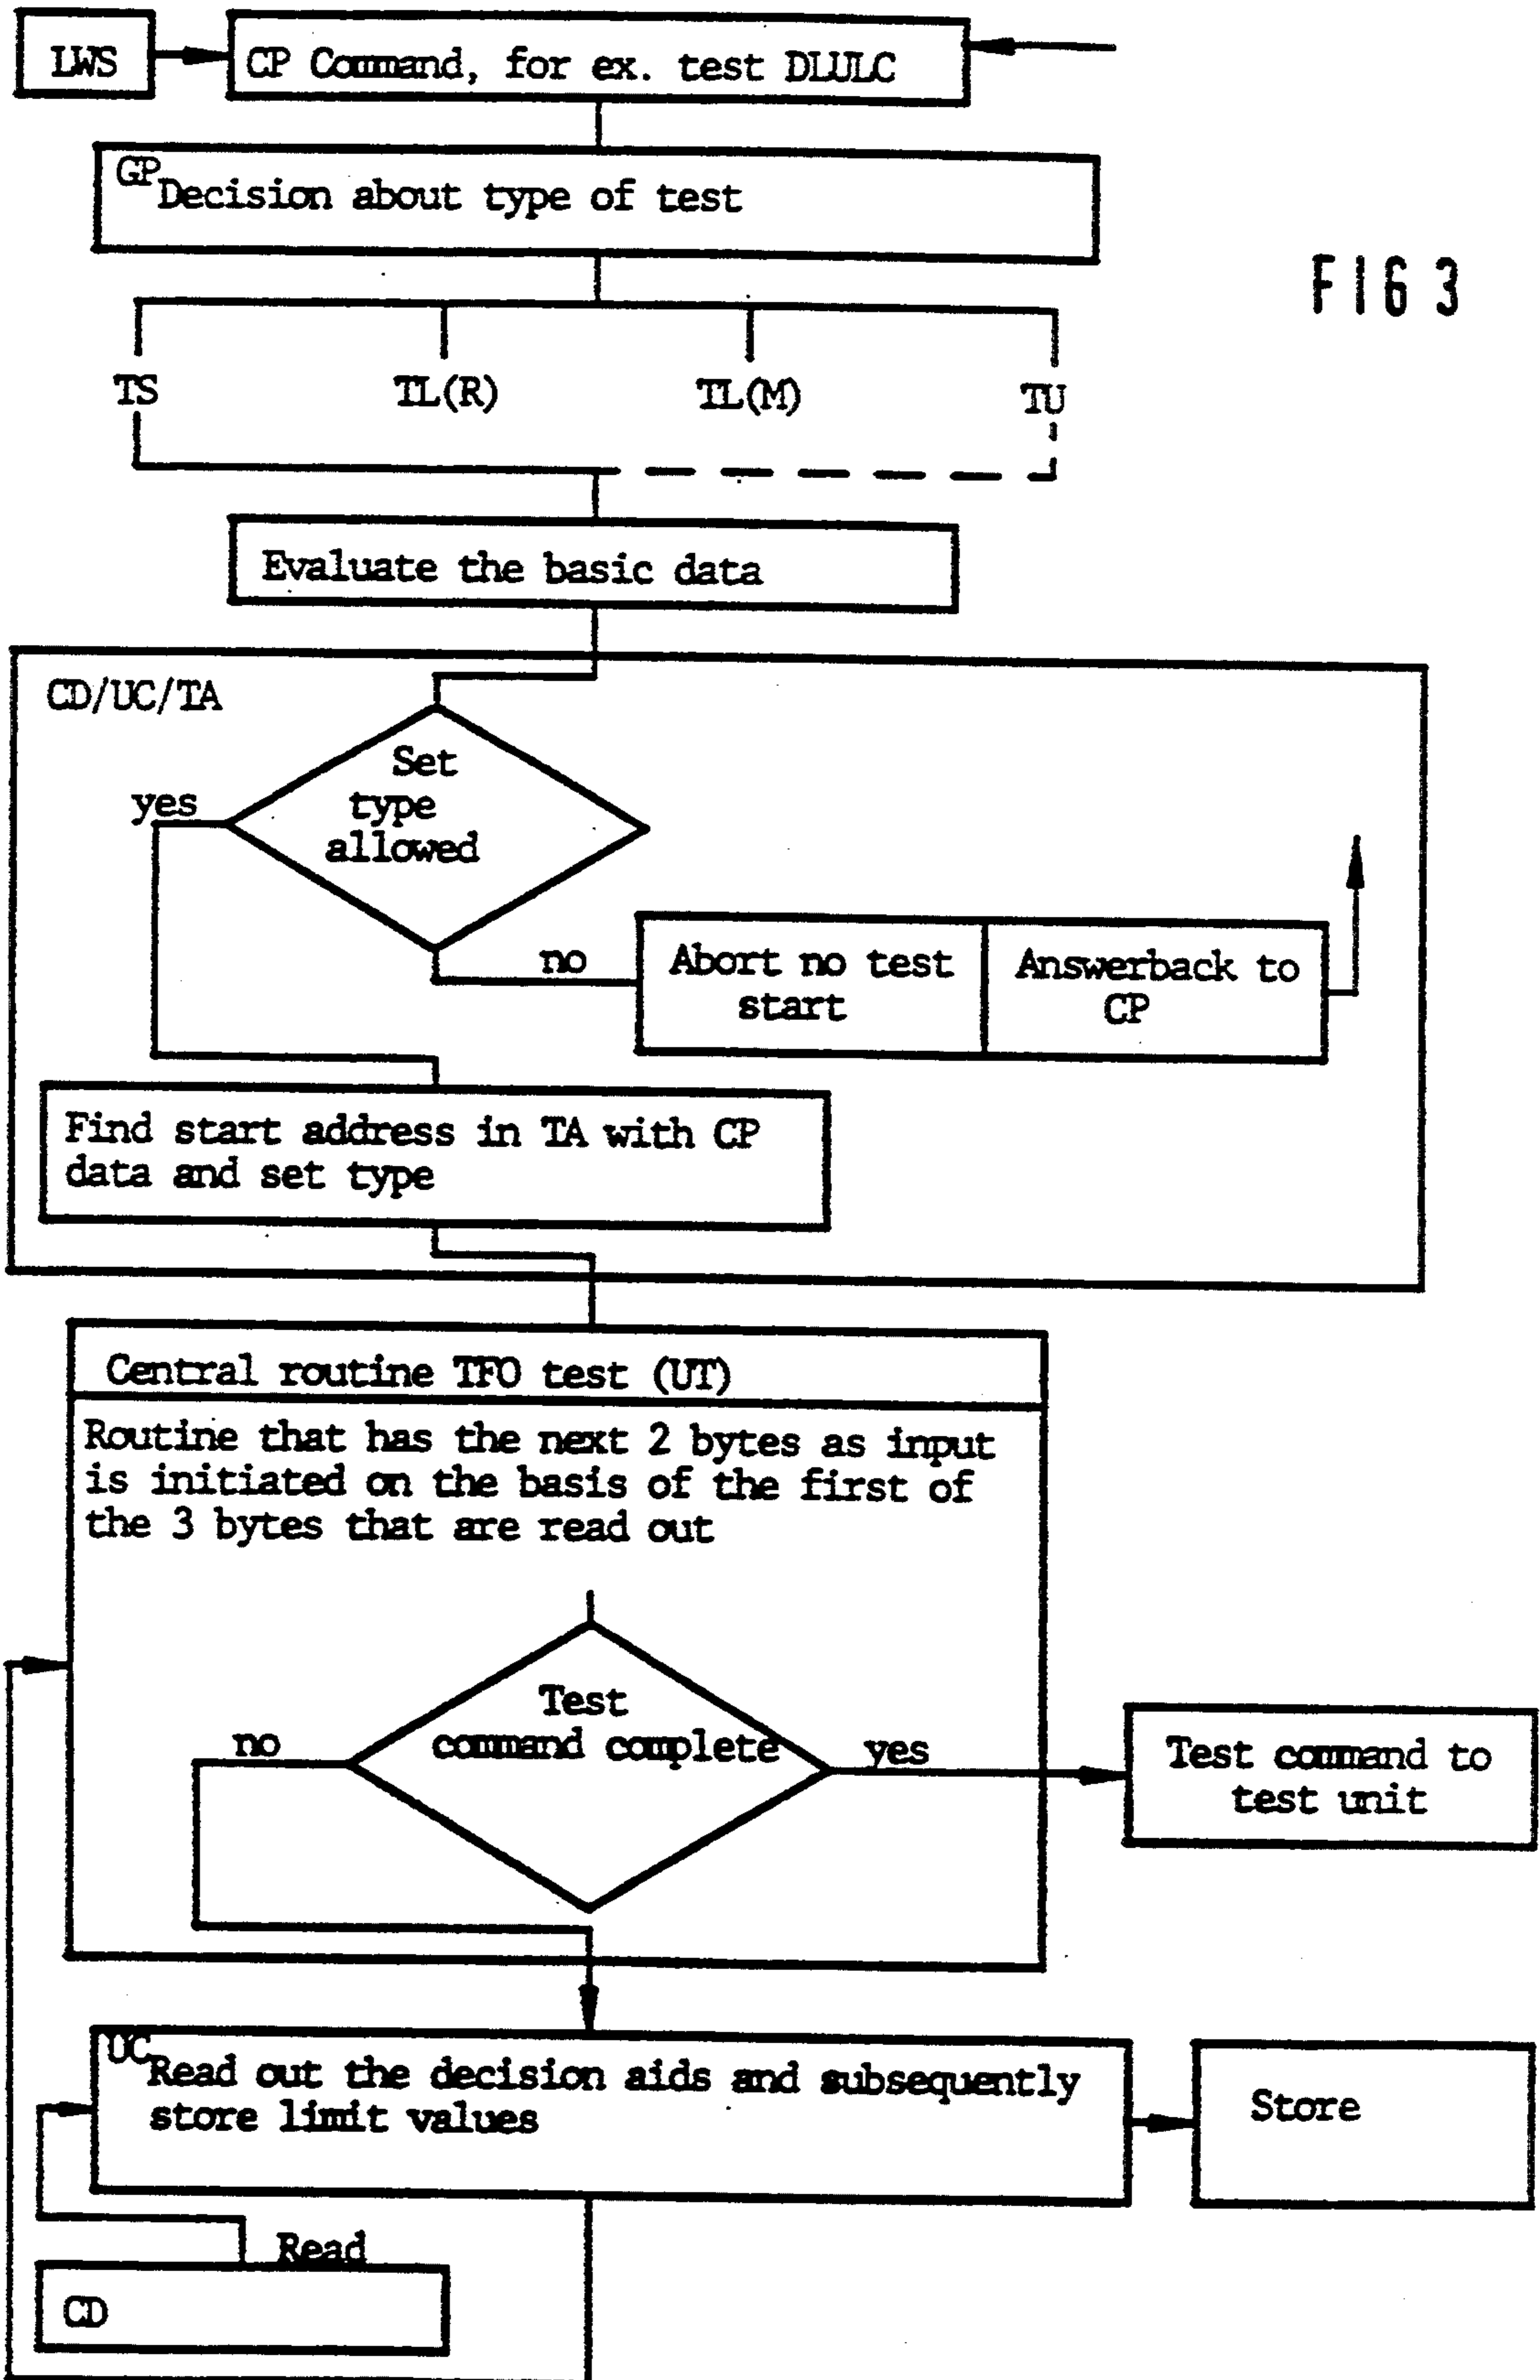 LWS
CP Command, for ex. test DLULC
GP
Decision about type of test
FIG 3
TS
TL(R)
TL(M)
TU
Evaluate the basic data
CD/UC/TA
Set
type
allowed
yes
no
Abort no test
start
Answerback to
CP
Find start address in TA with CP
data and set type
Central routine TFO test (UT)
Routine that has the next 2 bytes as input
is initiated on the basis of the first of
the 3 bytes that are read out
Test
command complete
no
yes
Test command to
test unit
UC
Read out the decision aids and subsequently
store limit values
Store
Read
CD